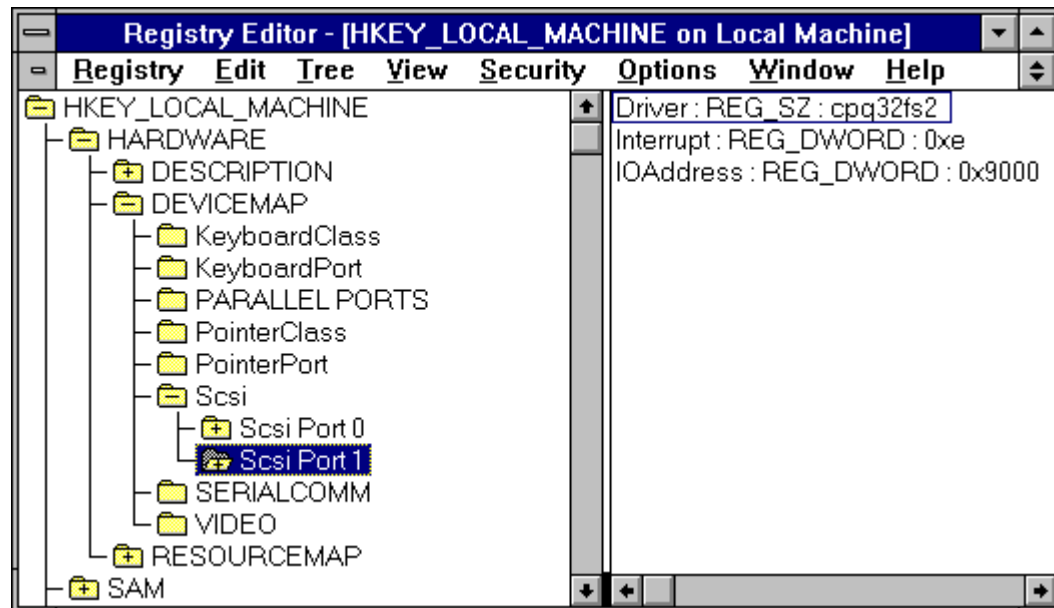 Registry Editor - [HKEY_LOCAL_MACHINE on Local Machine]
Registry Edit Tree View Security Options Window Help
HKEY_LOCAL_MACHINE
HARDWARE
DESCRIPTION
DEVICEMAP
KeyboardClass
KeyboardPort
PARALLEL PORTS
PointerClass
PointerPort
Scsi
Scsi Port 0
Scsi Port 1
SERIALCOMM
VIDEO
RESOURCEMAP
SAM
Driver : REG_SZ : cpq32fs2
Interrupt : REG_DWORD : 0xe
IOAddress : REG_DWORD : 0x9000